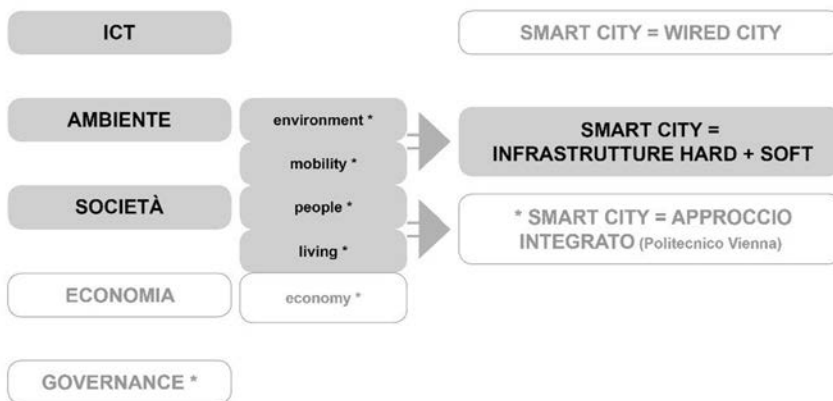 ICT
SMART CITY = WIRED CITY
AMBIENTE
environment *
SMART CITY =
INFRASTRUTTURE HARD + SOFT
mobility *
SOCIETÀ
people *
* SMART CITY = APPROCCIO
INTEGRATO (Politecnico Vienna)
living *
ECONOMIA
economy *
GOVERNANCE *